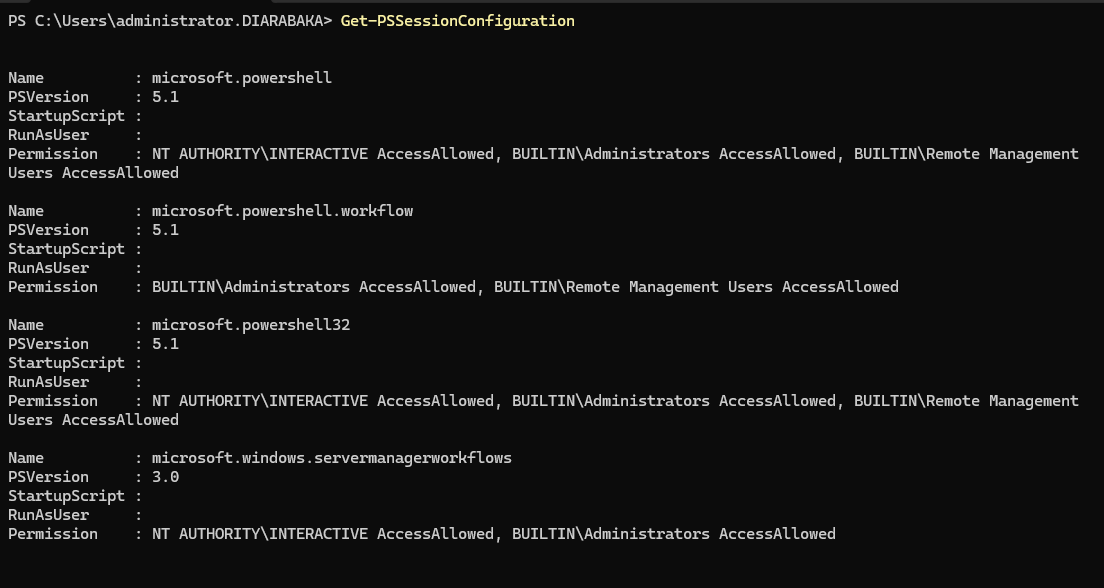 PS C:\Users\administrator.DIARABAKA> Get-PSSessionConfiguration
Name          : microsoft.powershell
PSVersion     : 5.1
StartupScript :
RunAsUser     :
Permission    : NT AUTHORITY\INTERACTIVE AccessAllowed, BUILTIN\Administrators AccessAllowed, BUILTIN\Remote Management
Users AccessAllowed
Name          : microsoft.powershell.workflow
PSVersion     : 5.1
StartupScript :
RunAsUser     :
Permission    : BUILTIN\Administrators AccessAllowed, BUILTIN\Remote Management Users AccessAllowed
Name          : microsoft.powershell32
PSVersion     : 5.1
StartupScript :
RunAsUser     :
Permission    : NT AUTHORITY\INTERACTIVE AccessAllowed, BUILTIN\Administrators AccessAllowed, BUILTIN\Remote Management
Users AccessAllowed
Name          : microsoft.windows.servermanagerworkflows
PSVersion     : 3.0
StartupScript :
RunAsUser     :
Permission    : NT AUTHORITY\INTERACTIVE AccessAllowed, BUILTIN\Administrators AccessAllowed